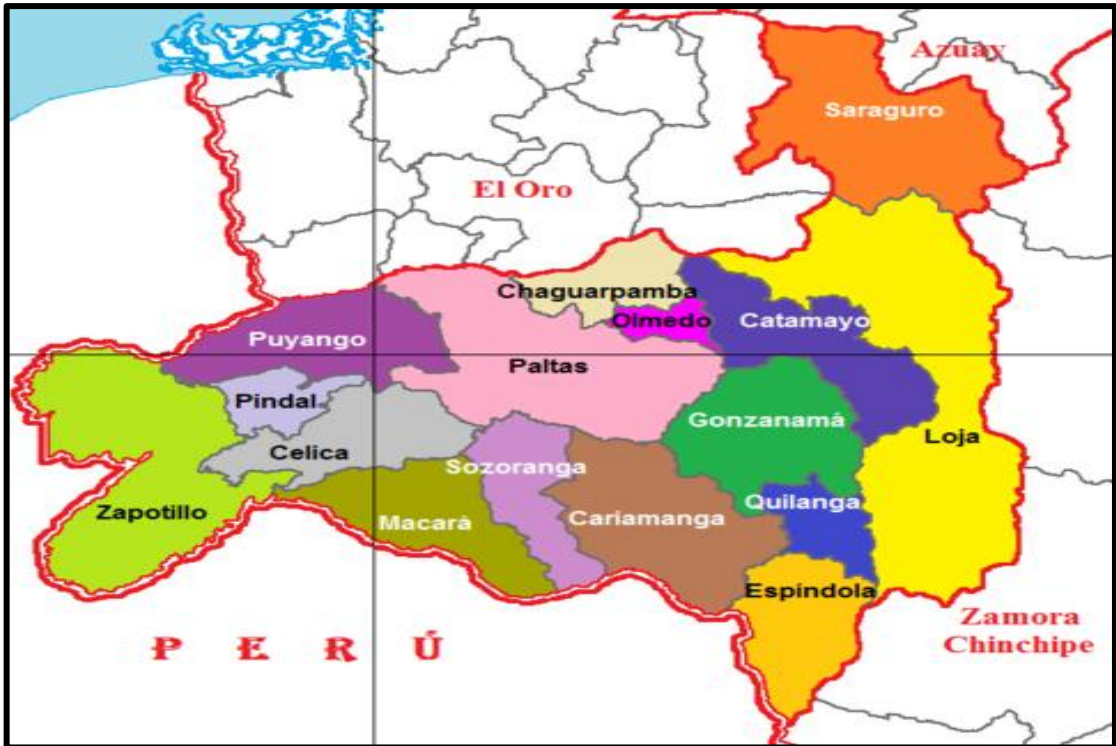 Azuay
Saraguro
El Oro
Chaguarpamba
Olmedo
Catamayo
Puyango
Paltas
Pindal
Gonzanamá
Celica
Loja
Sozoranga
Zapotillo
Quilanga
Macará
Cariamanga
Espíndola
Zamora
Chinchipe
P E R Ú